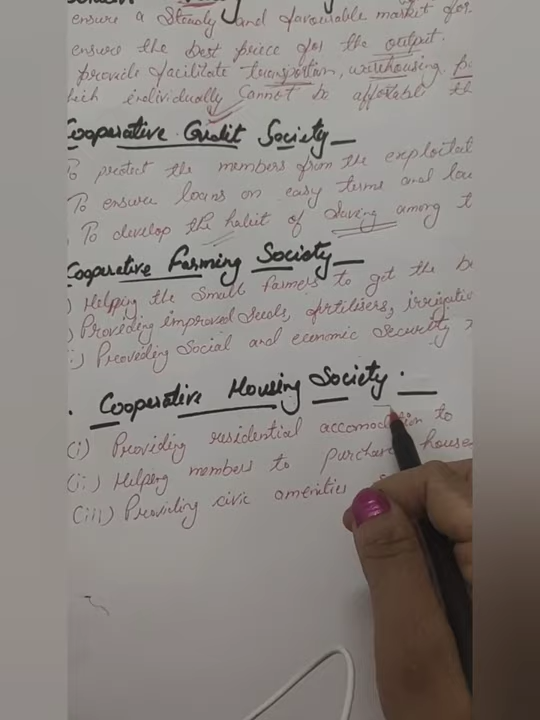 ensure a Steady and favourable market for
ensure the best price for the output.
provide facilitate transportion, warehousing
which individually cannot be affortable
Cooperative Credit Society
To protect the members from the exploitat
To ensure loans on easy terms and low
To develop the habit of Saving among t
Cooperative Farming Society
Helping the Small farmers to get the be
Providing improved Seeds, fertilisers, irrigatio
Providing Social and economic Security
Cooperative Housing Society
(i) Providing residential accomodation to
(ii) Helping members to purchase house
(iii) Providing civic amenities